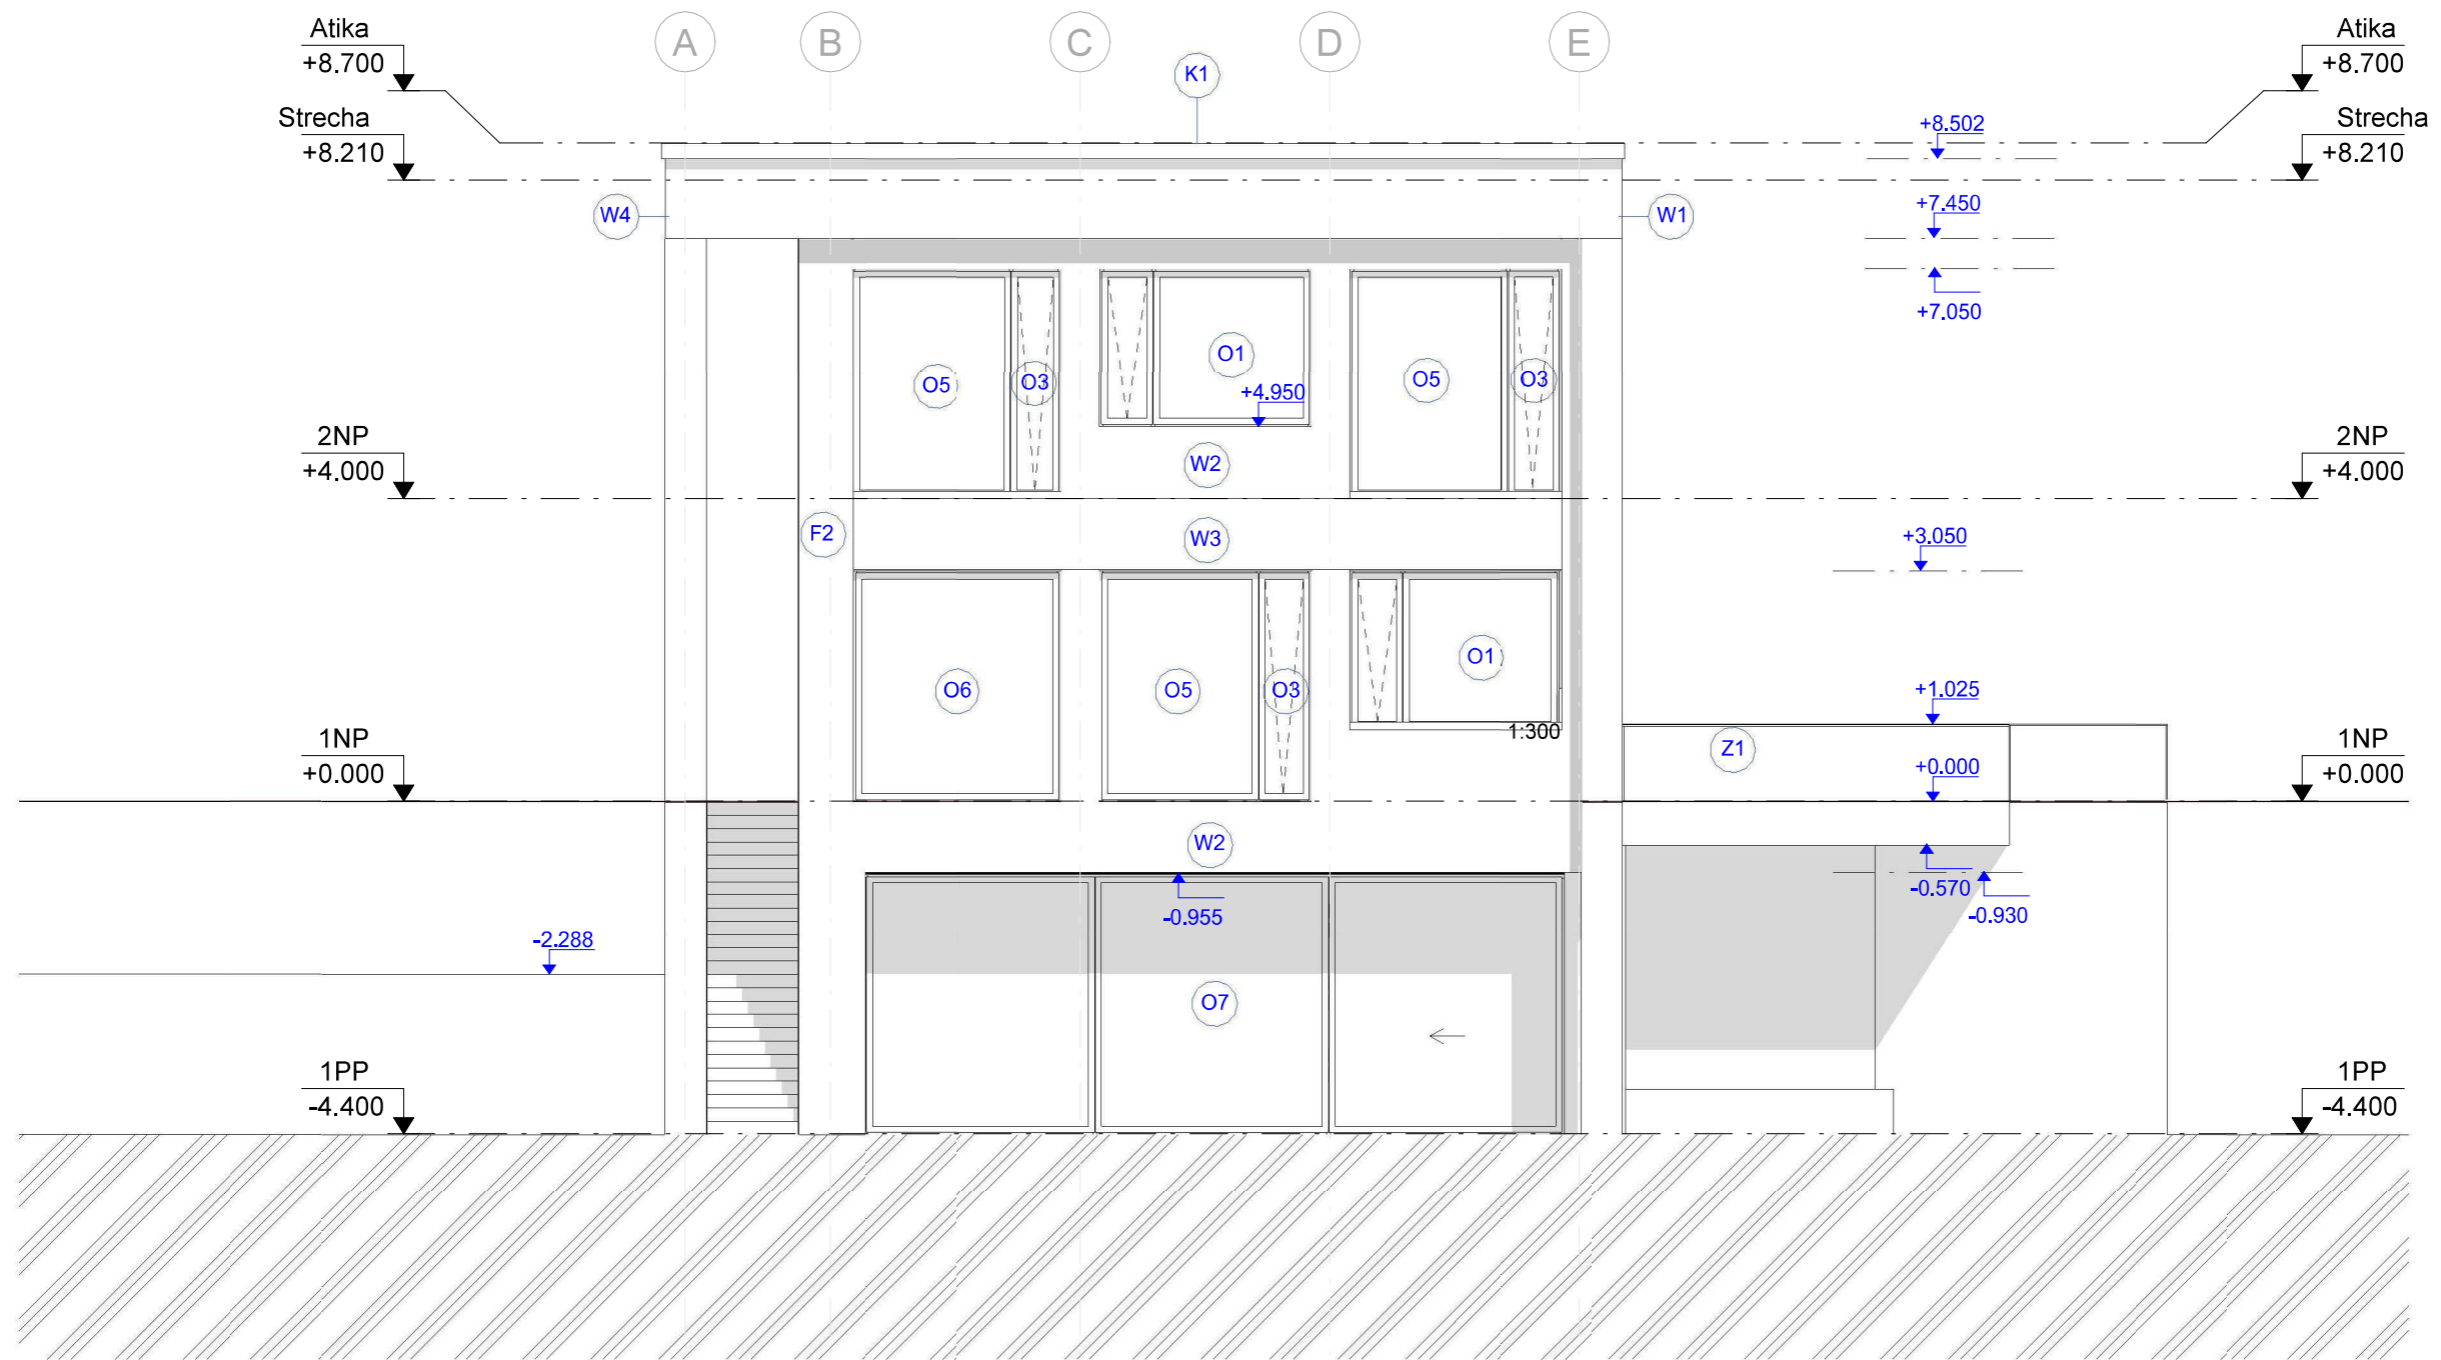 Atika
+8.700
A
B
C
D
E
Atika
+8.700
K1
Strecha
+8.210
+8.502
Strecha
+8.210
W4
W1
+7.450
+7.050
O5
O3
O1
+4.950
O5
O3
2NP
+4.000
W2
2NP
+4.000
F2
W3
+3.050
O6
O5
O3
O1
1:300
+1.025
1NP
+0.000
Z1
+0.000
1NP
+0.000
W2
-0.955
-0.570
-0.930
-2.288
O7
1PP
-4.400
1PP
-4.400